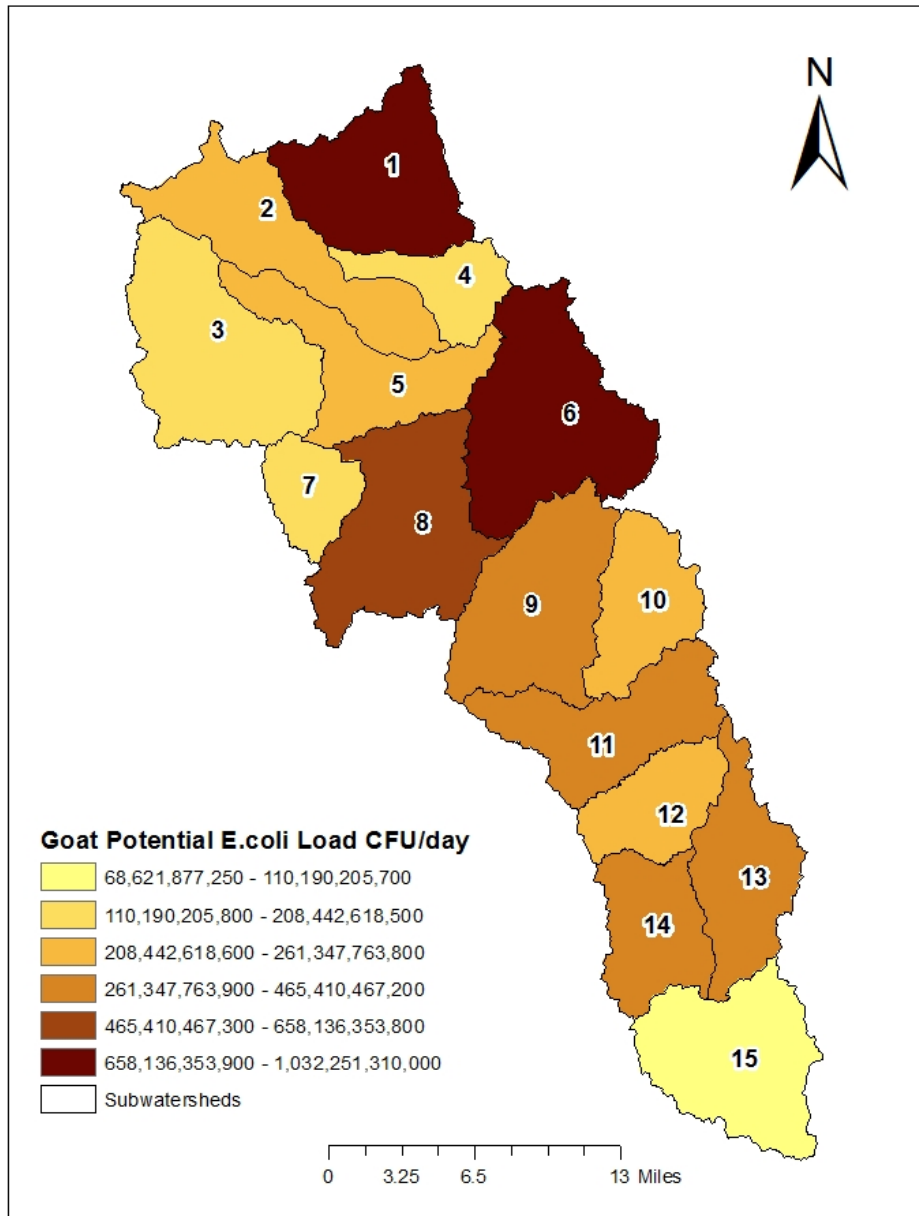 N
1
2
4
3
5
6
7
8
9
10
11
12
13
14
15
Goat Potential E.coli Load CFU/day
68,621,877,250 - 110,190,205,700
110,190,205,800 - 208,442,618,500
208,442,618,600 - 261,347,763,800
261,347,763,900 - 465,410,467,200
465,410,467,300 - 658,136,353,800
658,136,353,900 - 1,032,251,310,000
Subwatersheds
0 3.25 6.5 13 Miles